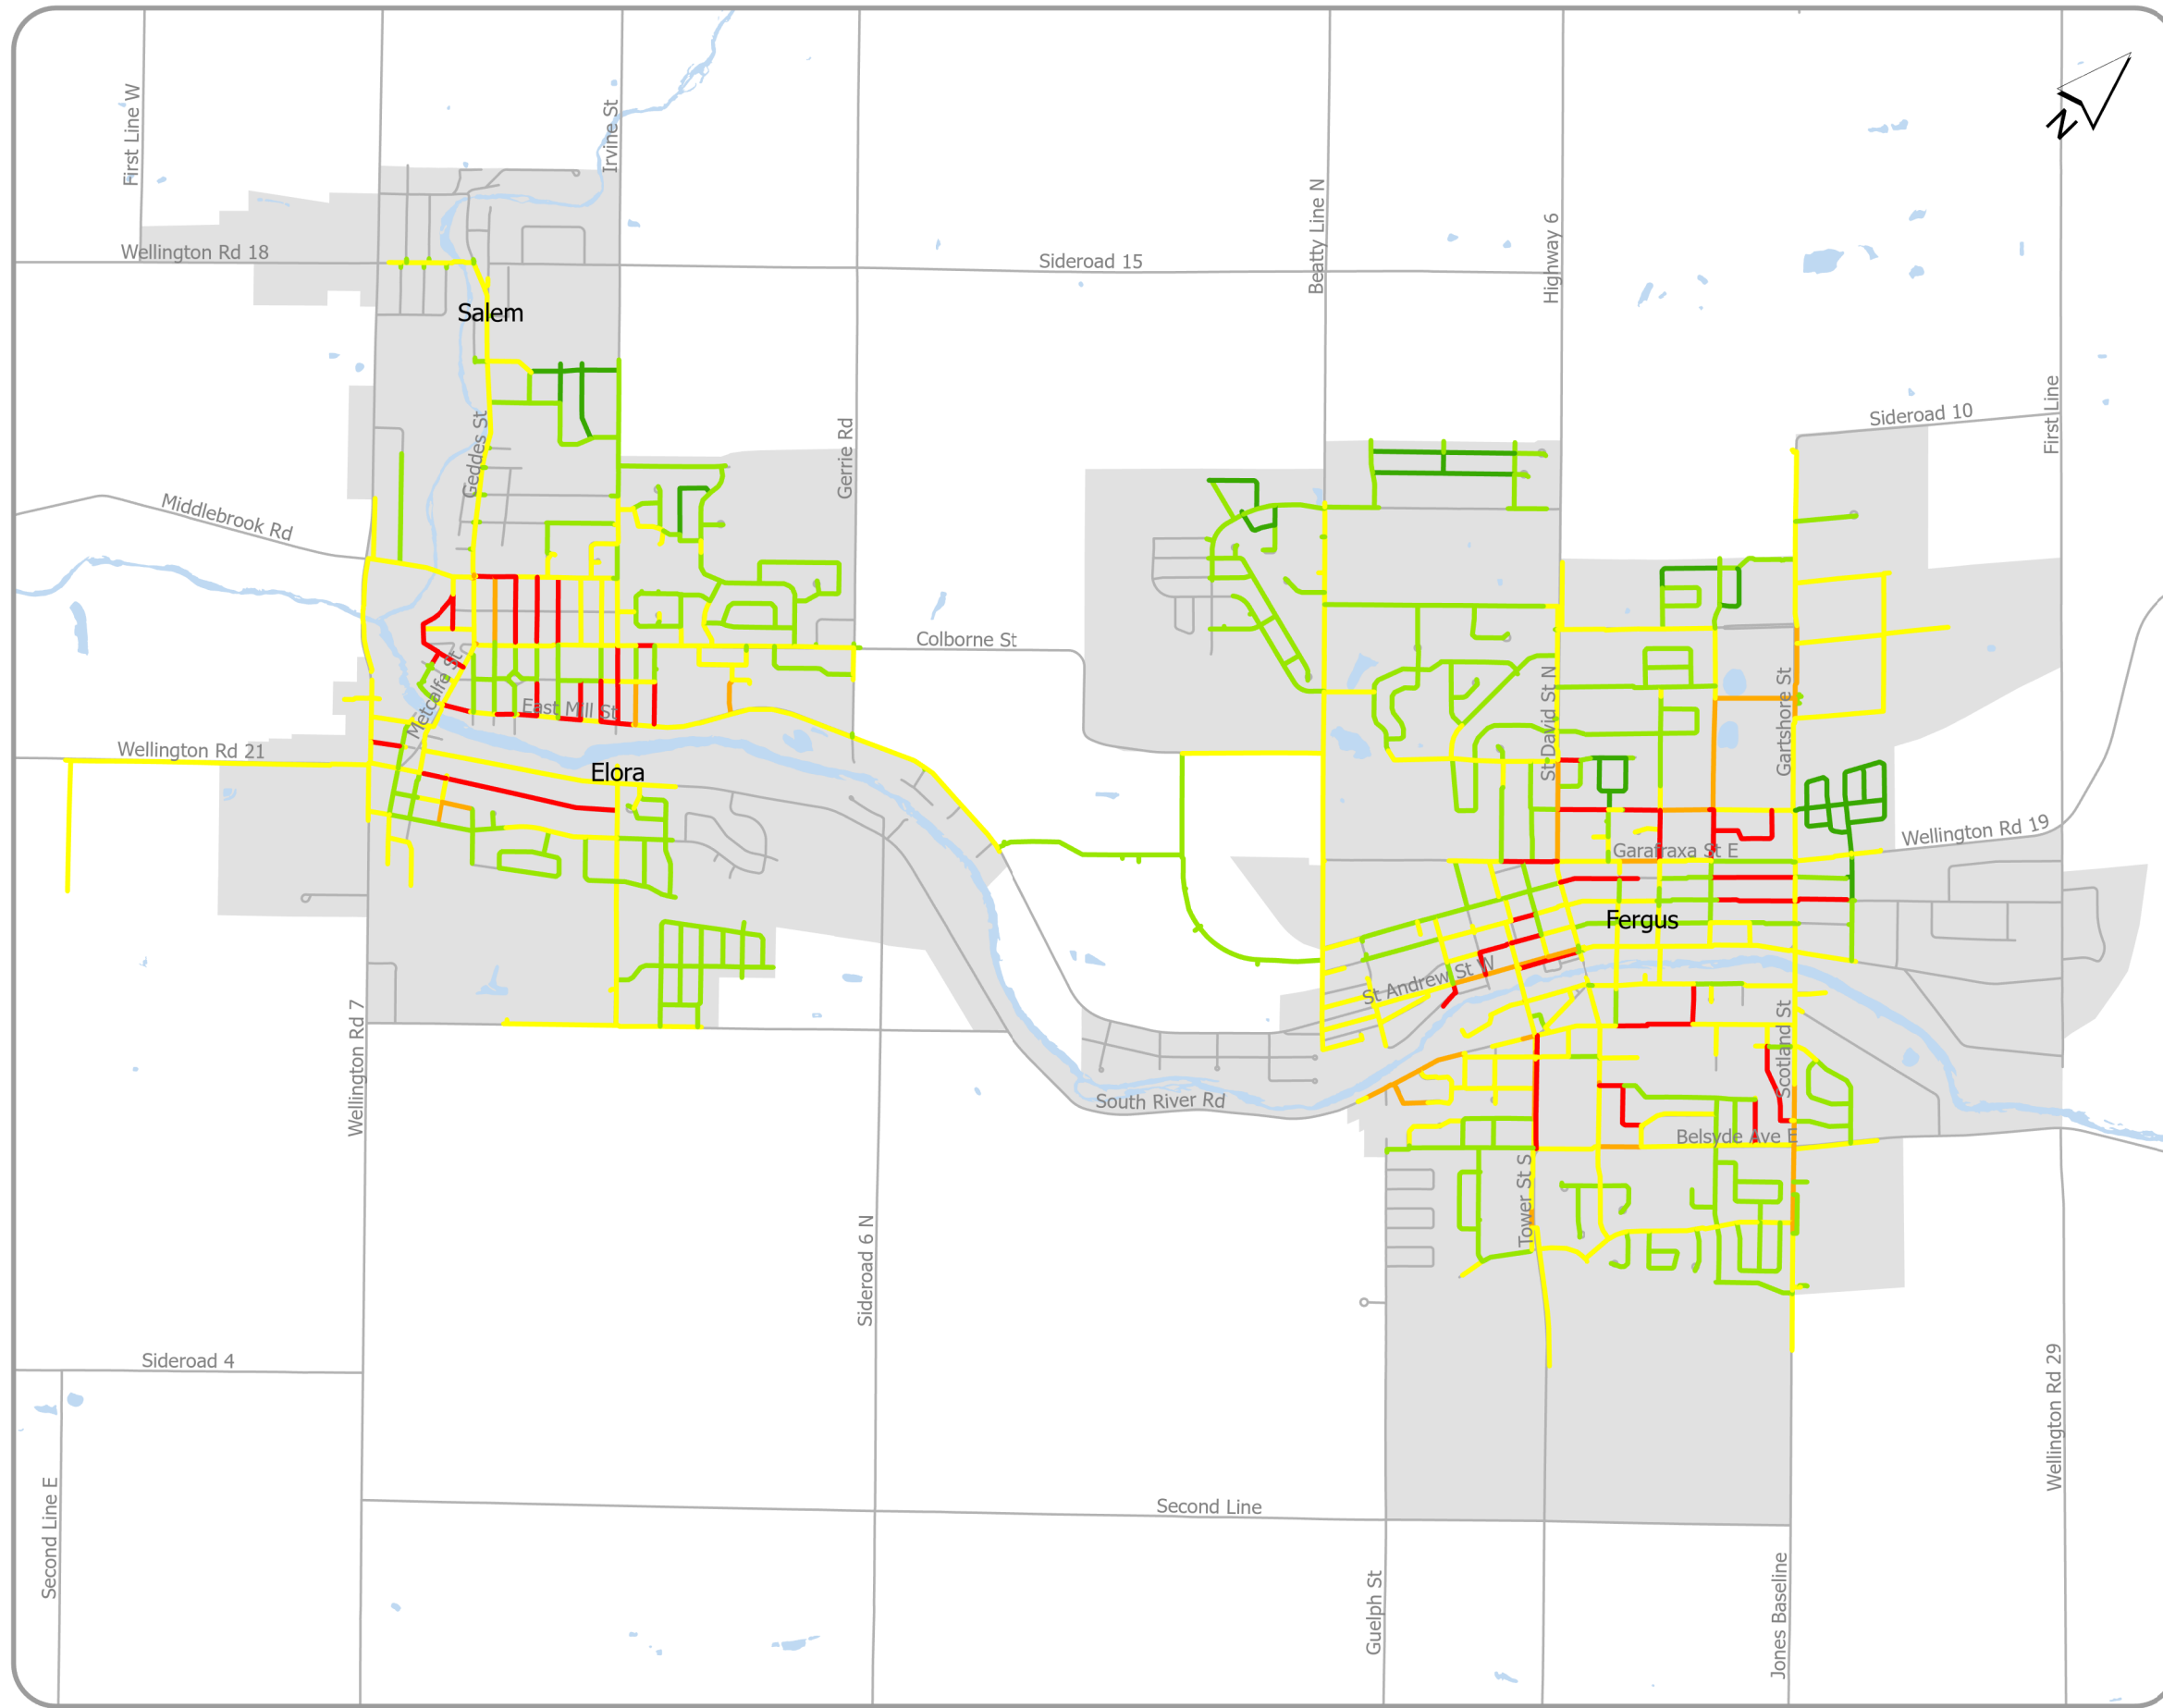 First Line W
Irvine St
N
Beatty Line N
Highway 6
Wellington Rd 18
Sideroad 15
Salem
First Line
Sideroad 10
Geddes St
Gerrie Rd
Middlebrook Rd
Colborne St
Metcalfe St
East Mill St
St David St N
Gartshore St
Wellington Rd 21
Elora
Wellington Rd 19
Garafraxa St E
Fergus
St Andrew St W
Wellington Rd 7
Scotland St
South River Rd
Belsyde Ave E
Tower St S
Sideroad 6 N
Sideroad 4
Wellington Rd 29
Second Line E
Second Line
Guelph St
Jones Baseline